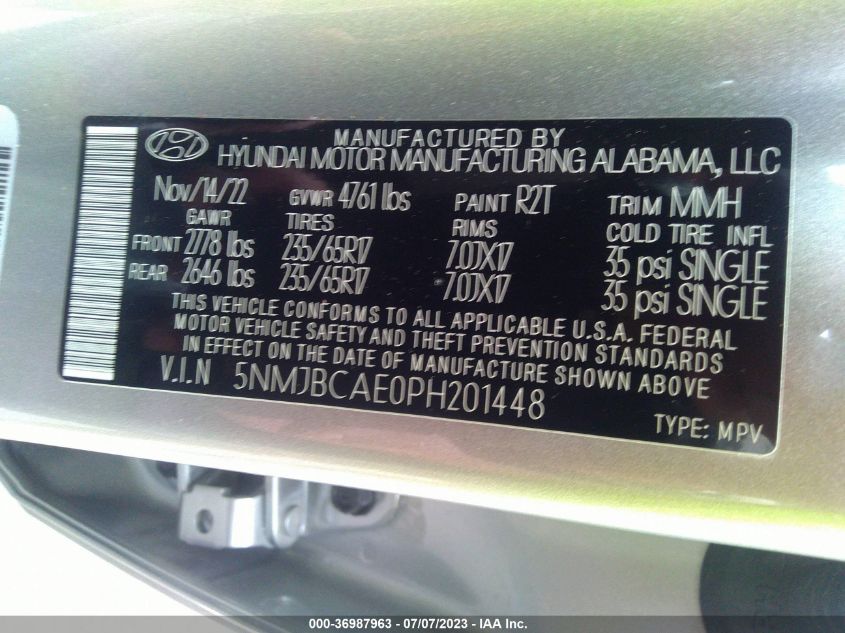 MANUFACTURED BY
HYUNDAI MOTOR MANUFACTURING ALABAMA, LLC
Nov/14/22 GVWR 4761 lbs PAINT R2T TRIM MMH
GAWR TIRES RIMS COLD TIRE INFL
FRONT 2778 lbs 235/65R17 7.0JX17 35 psi SINGLE
REAR 2646 lbs 235/65R17 7.0JX17 35 psi SINGLE
THIS VEHICLE CONFORMS TO ALL APPLICABLE U.S.A. FEDERAL
MOTOR VEHICLE SAFETY AND THEFT PREVENTION STANDARDS
IN EFFECT ON THE DATE OF MANUFACTURE SHOWN ABOVE
V.I.N 5NMJBCAE0PH201448
TYPE: MPV
000-36987963 - 07/07/2023 - IAA Inc.